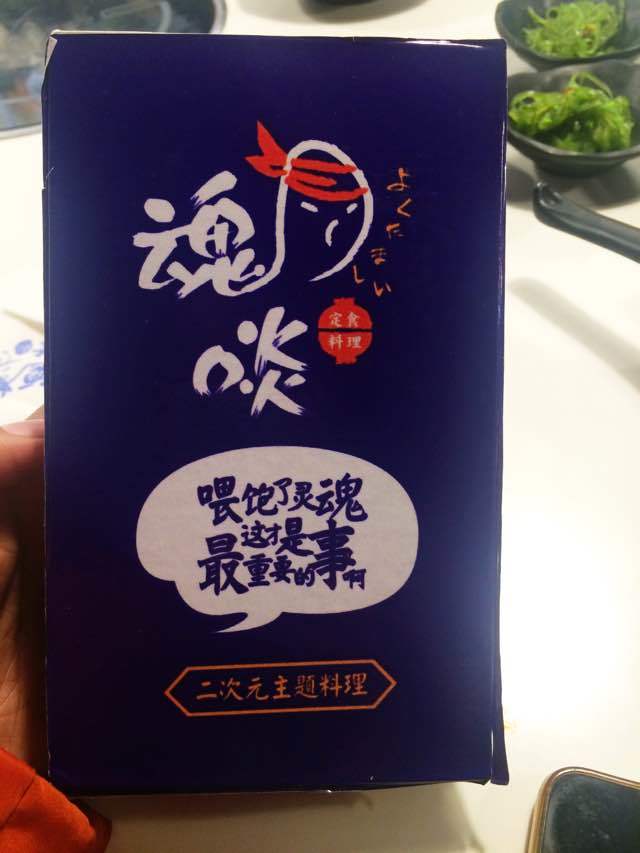 魂
啖
よくたましい
定食
料理
喂饱了灵魂
这才是
最重要的事啊
二次元主题料理